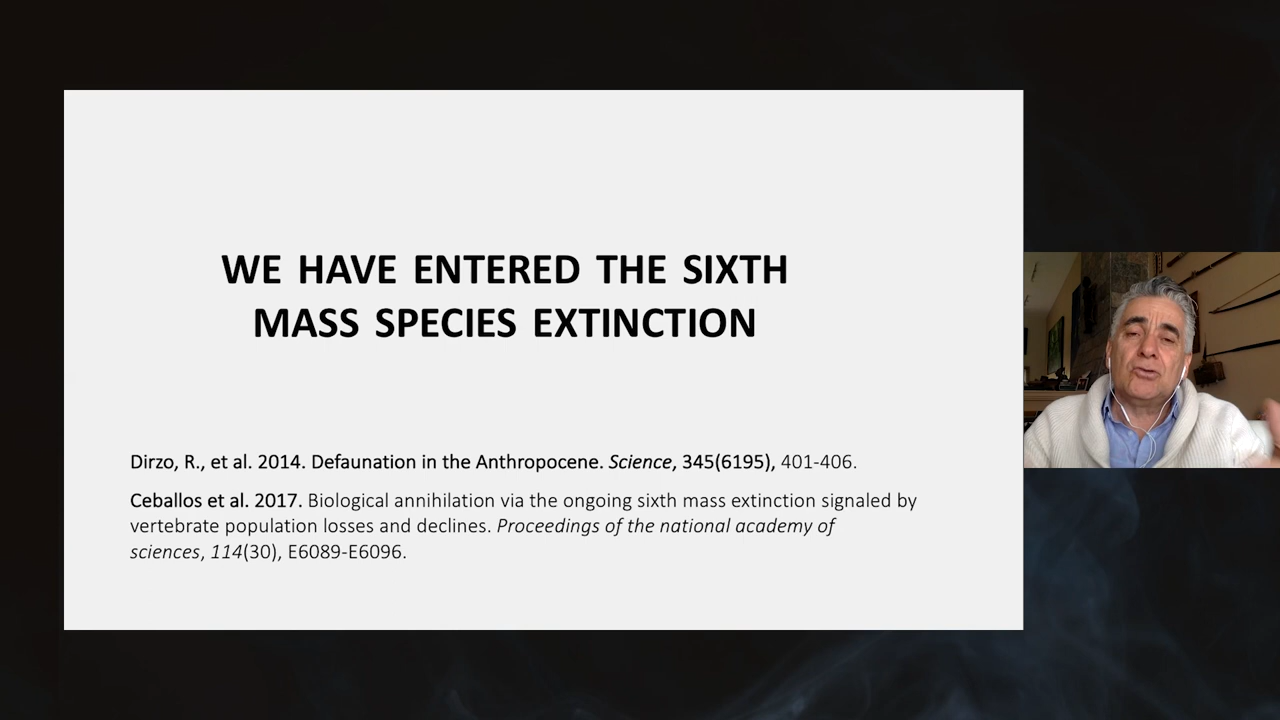 WE HAVE ENTERED THE SIXTH
MASS SPECIES EXTINCTION
Dirzo, R., et al. 2014. Defaunation in the Anthropocene. Science, 345(6195), 401-406.
Ceballos et al. 2017. Biological annihilation via the ongoing sixth mass extinction signaled by
vertebrate population losses and declines. Proceedings of the national academy of
sciences, 114(30), E6089-E6096.